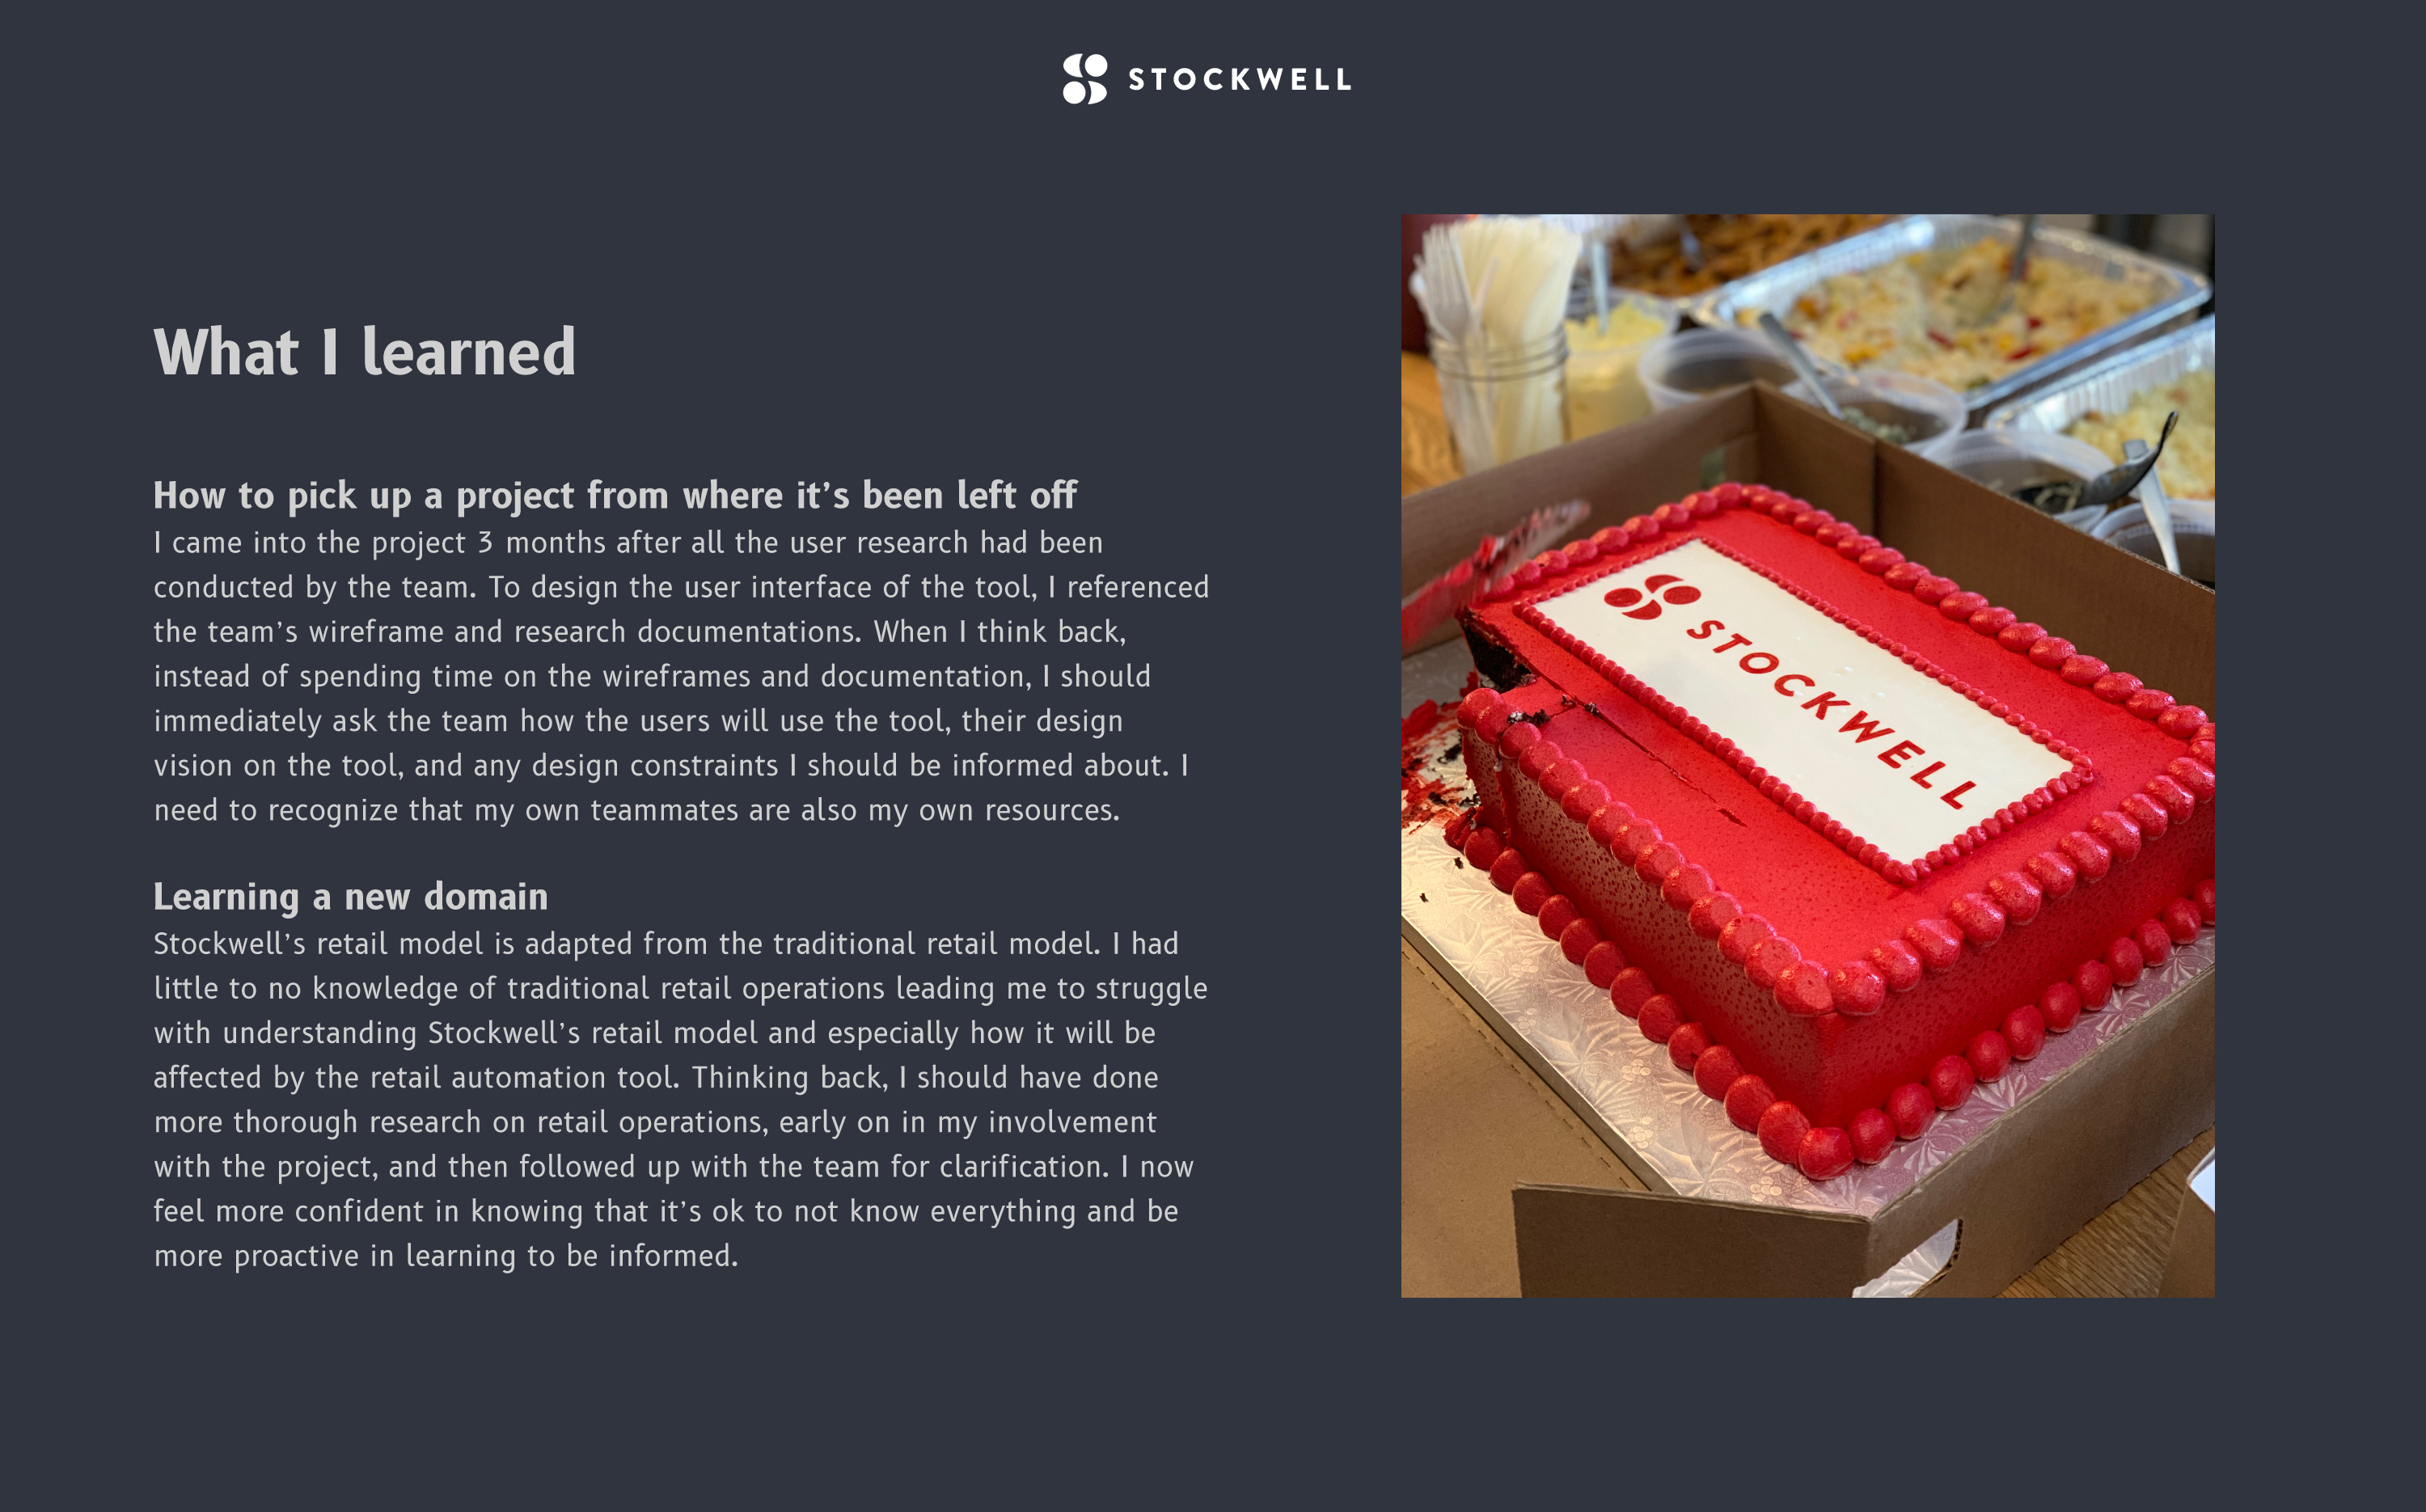 STOCKWELL
What I learned
How to pick up a project from where it’s been left off
I came into the project 3 months after all the user research had been
conducted by the team. To design the user interface of the tool, I referenced
the team’s wireframe and research documentations. When I think back,
instead of spending time on the wireframes and documentation, I should
immediately ask the team how the users will use the tool, their design
vision on the tool, and any design constraints I should be informed about. I
need to recognize that my own teammates are also my own resources.
Learning a new domain
Stockwell’s retail model is adapted from the traditional retail model. I had
little to no knowledge of traditional retail operations leading me to struggle
with understanding Stockwell’s retail model and especially how it will be
affected by the retail automation tool. Thinking back, I should have done
more thorough research on retail operations, early on in my involvement
with the project, and then followed up with the team for clarification. I now
feel more confident in knowing that it’s ok to not know everything and be
more proactive in learning to be informed.
STOCKWELL